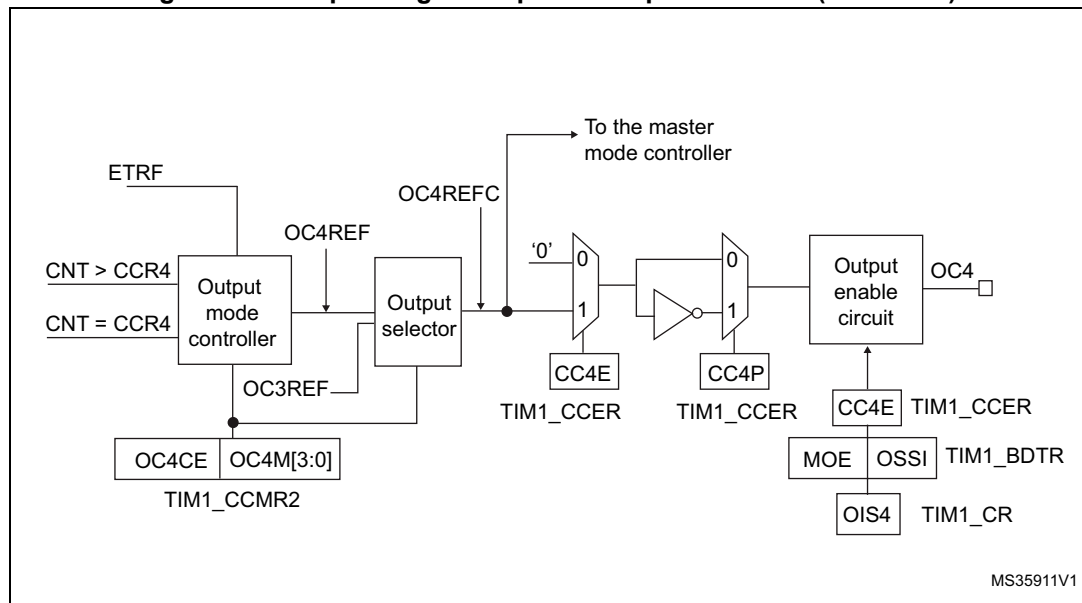 To the master
mode controller
ETRF
OC4REFC
OC4REF
'0'
0
0
CNT > CCR4
Output
mode
controller
Output
selector
Output
enable
circuit
OC4
CNT = CCR4
1
1
OC3REF
CC4E
CC4P
TIM1_CCER
TIM1_CCER
CC4E
TIM1_CCER
OC4CE
OC4M[3:0]
MOE
OSSI
TIM1_BDTR
TIM1_CCMR2
OIS4
TIM1_CR
MS35911V1